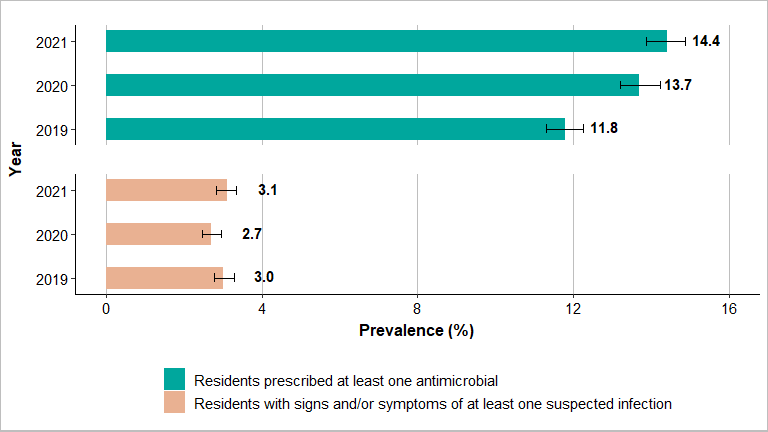 2021 14.4
2020 13.7
2019 11.8
Year
2021 3.1
2020 2.7
2019 3.0
0 4 8 12 16
Prevalence (%)
Residents prescribed at least one antimicrobial
Residents with signs and/or symptoms of at least one suspected infection